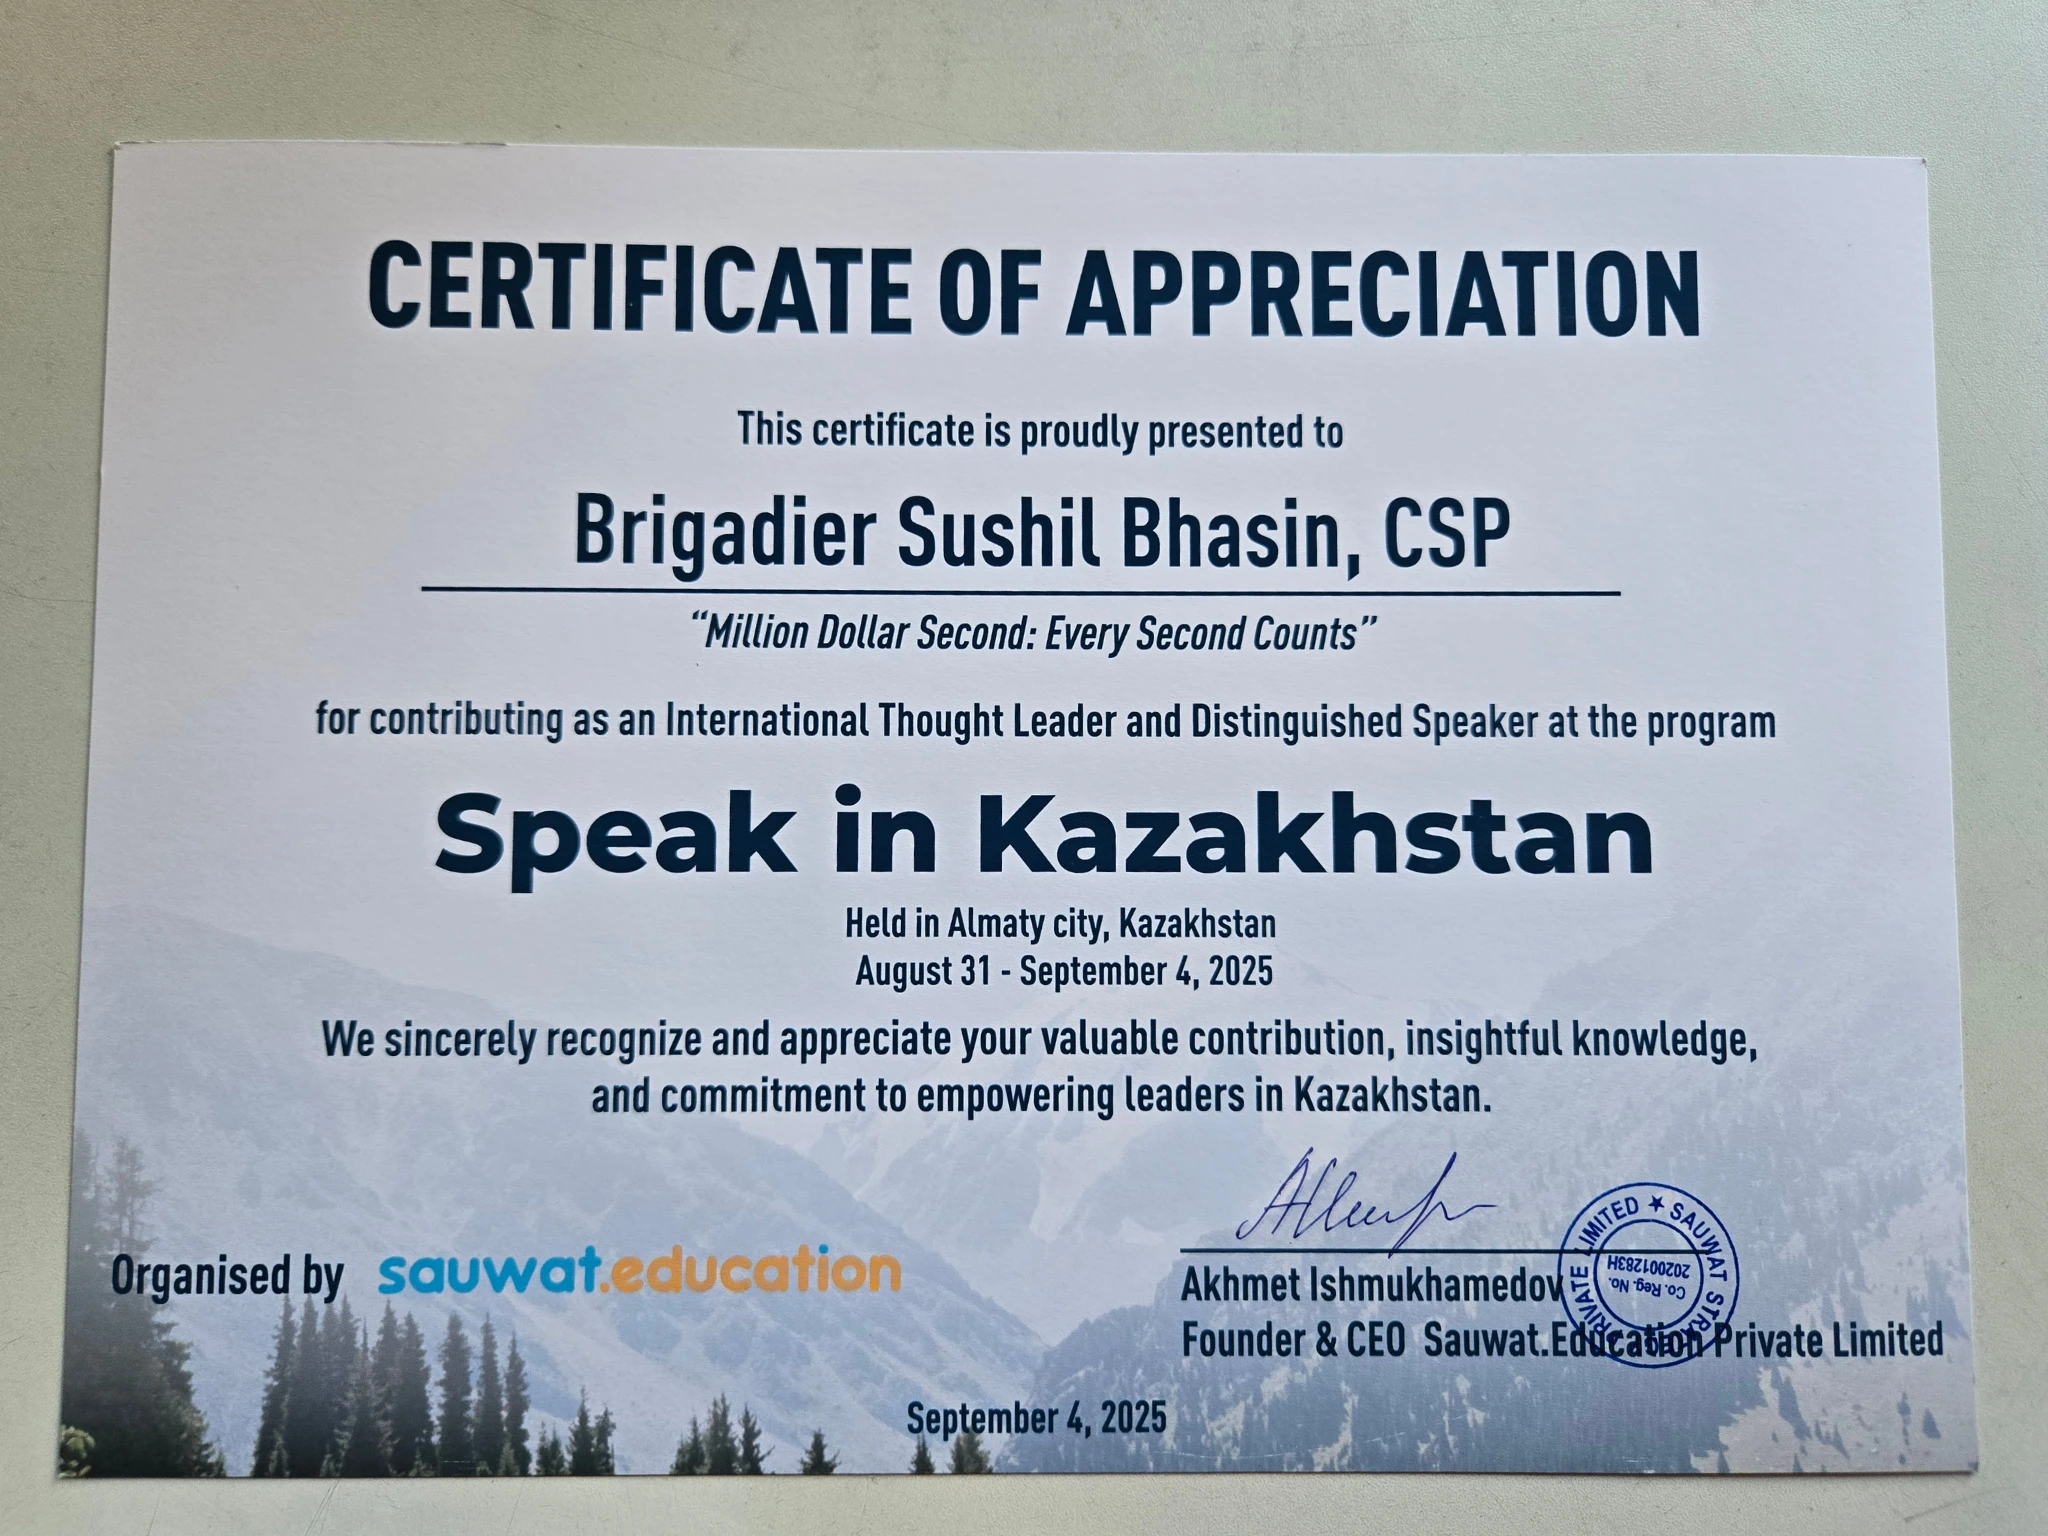 CERTIFICATE OF APPRECIATION
This certificate is proudly presented to
Brigadier Sushil Bhasin, CSP
“Million Dollar Second: Every Second Counts”
for contributing as an International Thought Leader and Distinguished Speaker at the program
Speak in Kazakhstan
Held in Almaty city, Kazakhstan
August 31 - September 4, 2025
We sincerely recognize and appreciate your valuable contribution, insightful knowledge,
and commitment to empowering leaders in Kazakhstan.
Organised by sauwat.education
Akhmet Ishmukhamedov
Founder & CEO Sauwat.Education Private Limited
PRIVATE LIMITED ★ SAUWAT
Co. Reg. No.
202001283H
September 4, 2025